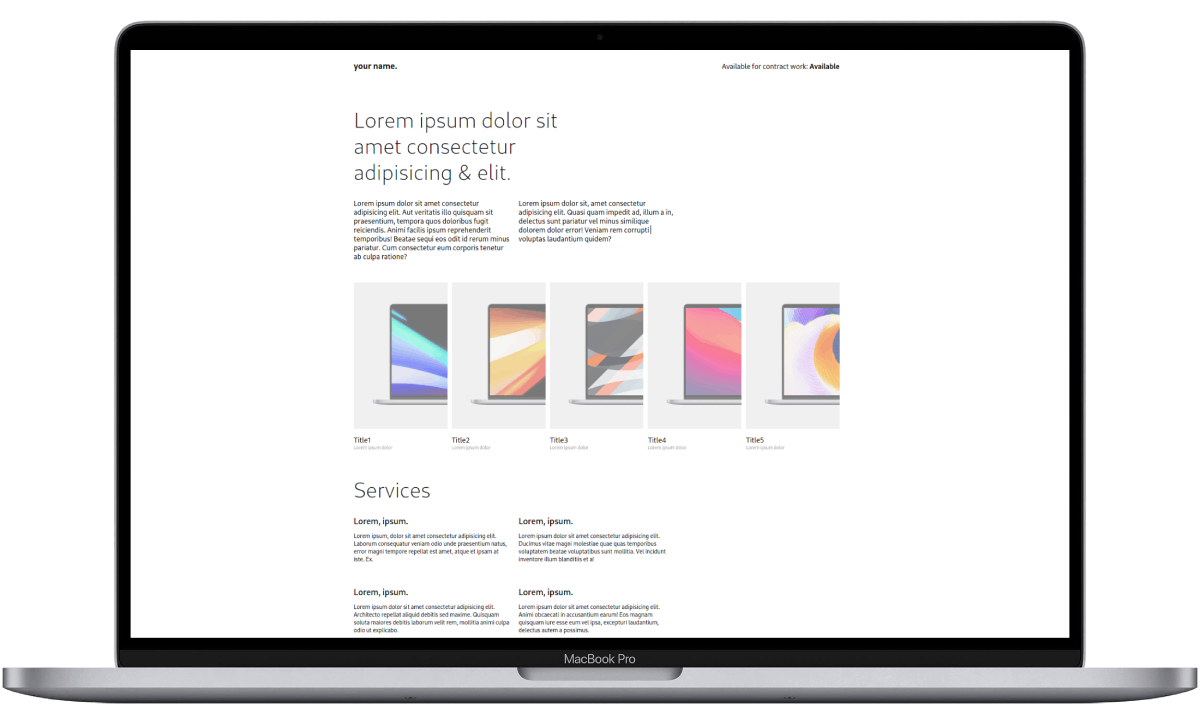 your name.
Available for contract work: Available
Lorem ipsum dolor sit
amet consectetur
adipisicing & elit.
Lorem ipsum dolor sit amet consectetur
adipisicing elit. Aut veritatis illo quisquam sit
praesentium, tempora quos doloribus fugit
reiciendis. Animi facilis ipsum reprehenderit
temporibus! Beatae sequi eos odit id rerum minus
pariatur. Cum consectetur eum corporis tenetur
ab culpa ratione?
Lorem ipsum dolor sit, amet consectetur
adipisicing elit. Quasi quam impedit ad, illum a in,
delectus sunt pariatur vel minus similique
dolorem dolor error! Veniam rem corrupti
voluptas laudantium quidem?
Title1
Lorem ipsum dolor
Title2
Lorem ipsum dolor
Title3
Lorem ipsum dolor
Title4
Lorem ipsum dolor
Title5
Lorem ipsum dolor
Services
Lorem, ipsum.
Lorem ipsum, dolor sit amet consectetur adipisicing elit.
Laborum consequatur veniam odio unde praesentium natus,
error magni tempore repellat est amet, atque et ipsam at
iste. Ex.
Lorem, ipsum.
Lorem ipsum dolor sit amet consectetur adipisicing elit.
Ducimus vitae magni molestiae quae quas temporibus
voluptatem beatae voluptatibus sunt mollitia. Vel incidunt
inventore illum blanditiis et a!
Lorem, ipsum.
Lorem ipsum dolor sit amet consectetur adipisicing elit.
Architecto repellat aliquid debitis sed maxime. Quisquam
soluta maiores debitis laborum velit rem, mollitia animi culpa
odio ut explicabo.
Lorem, ipsum.
Lorem ipsum dolor sit amet consectetur adipisicing elit.
Animi obcaecati in accusantium earum! Eos magnam
quisquam iure esse eum vel ipsa, excepturi laudantium,
delectus autem a possimus.
MacBook Pro